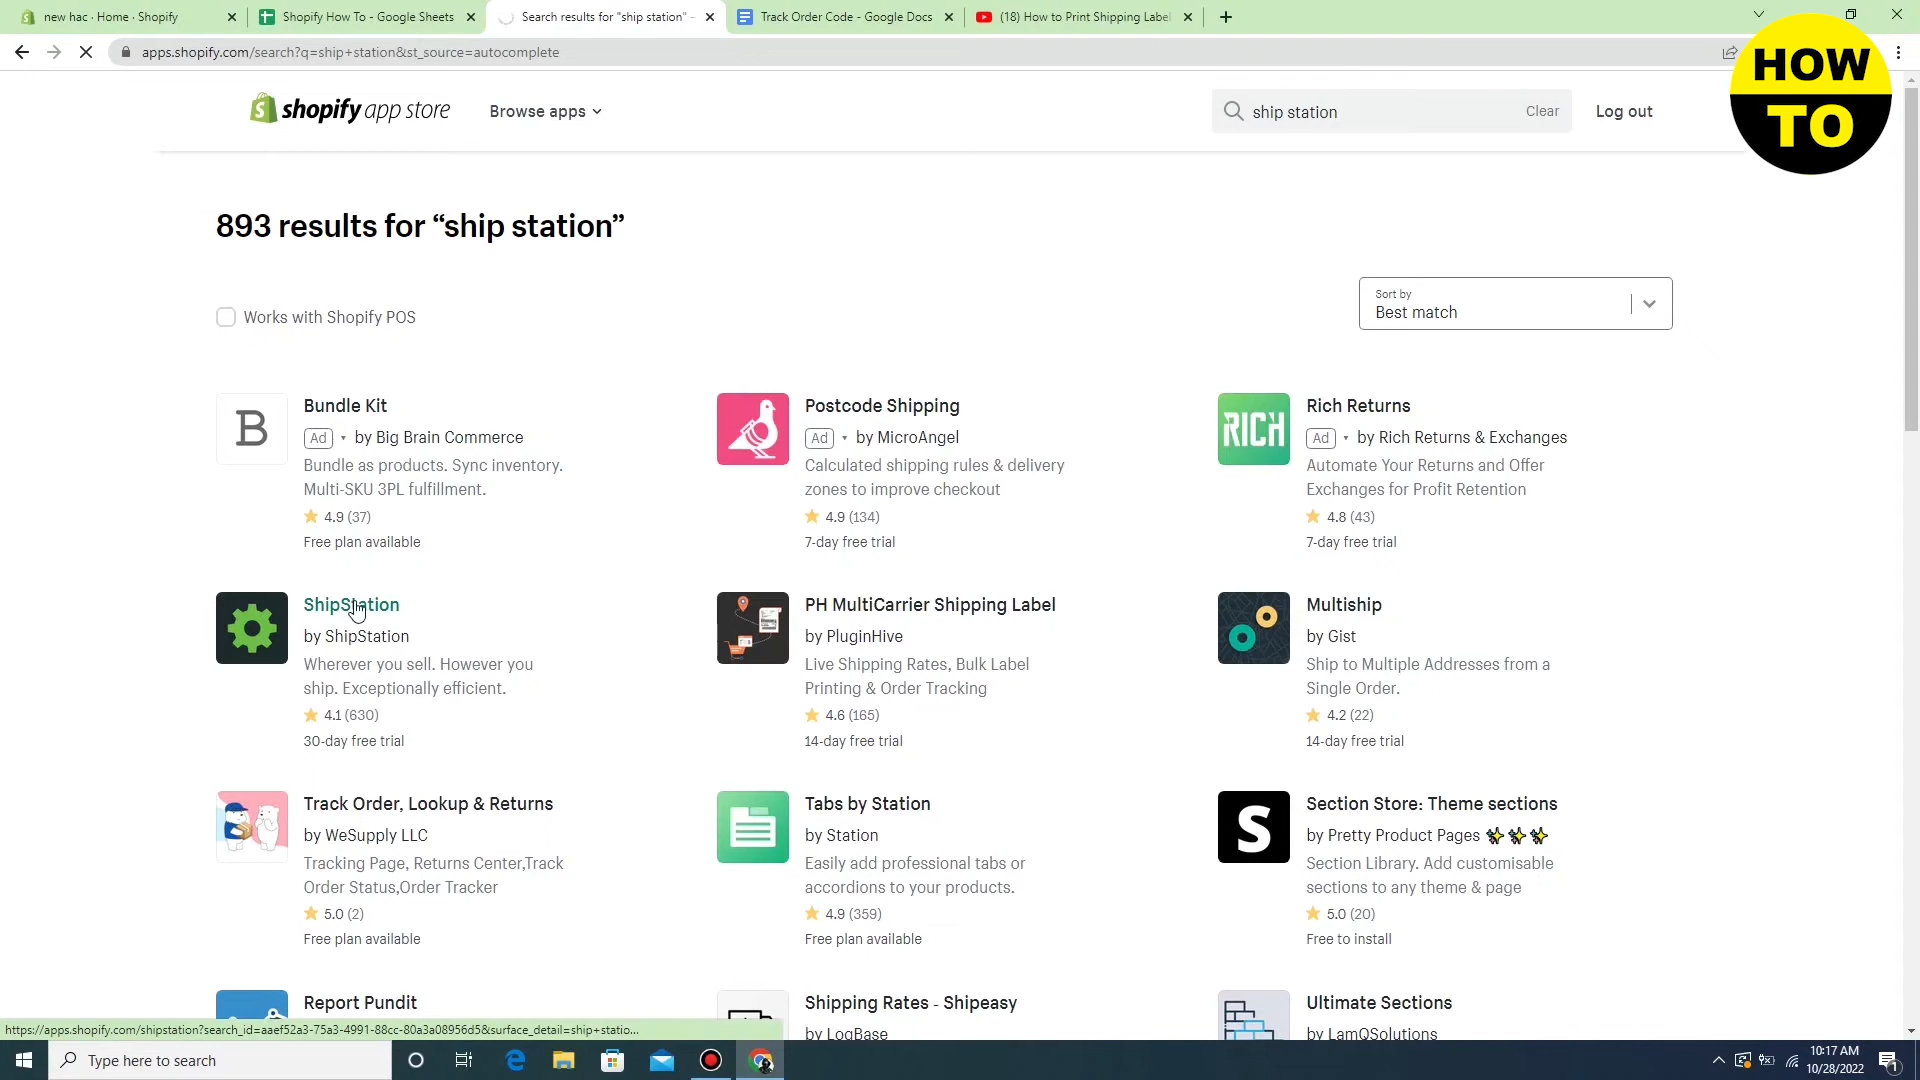 new hac · Home · Shopify
Shopify How To - Google Sheets
Search results for "ship station" -
Track Order Code - Google Docs
(18) How to Print Shipping Label
apps.shopify.com/search?q=ship+station&st_source=autocomplete
HOW
TO
shopify app store
Browse apps
ship station
Clear
Log out
893 results for “ship station”
Works with Shopify POS
Sort by
Best match
B
Bundle Kit
Ad · by Big Brain Commerce
Bundle as products. Sync inventory.
Multi-SKU 3PL fulfillment.
4.9 (37)
Free plan available
Postcode Shipping
Ad · by MicroAngel
Calculated shipping rules & delivery
zones to improve checkout
4.9 (134)
7-day free trial
RICH
Rich Returns
Ad · by Rich Returns & Exchanges
Automate Your Returns and Offer
Exchanges for Profit Retention
4.8 (43)
7-day free trial
ShipStation
by ShipStation
Wherever you sell. However you
ship. Exceptionally efficient.
4.1 (630)
30-day free trial
PH MultiCarrier Shipping Label
by PluginHive
Live Shipping Rates, Bulk Label
Printing & Order Tracking
4.6 (165)
14-day free trial
Multiship
by Gist
Ship to Multiple Addresses from a
Single Order.
4.2 (22)
14-day free trial
Track Order, Lookup & Returns
by WeSupply LLC
Tracking Page, Returns Center,Track
Order Status,Order Tracker
5.0 (2)
Free plan available
Tabs by Station
by Station
Easily add professional tabs or
accordions to your products.
4.9 (359)
Free plan available
S
Section Store: Theme sections
by Pretty Product Pages ✨✨✨
Section Library. Add customisable
sections to any theme & page
5.0 (20)
Free to install
Report Pundit
Shipping Rates - Shipeasy
by LogBase
Ultimate Sections
by LamQSolutions
https://apps.shopify.com/shipstation?search_id=aaef52a3-75a3-4991-88cc-80a3a08956d5&surface_detail=ship+statio...
Type here to search
10:17 AM
10/28/2022
1